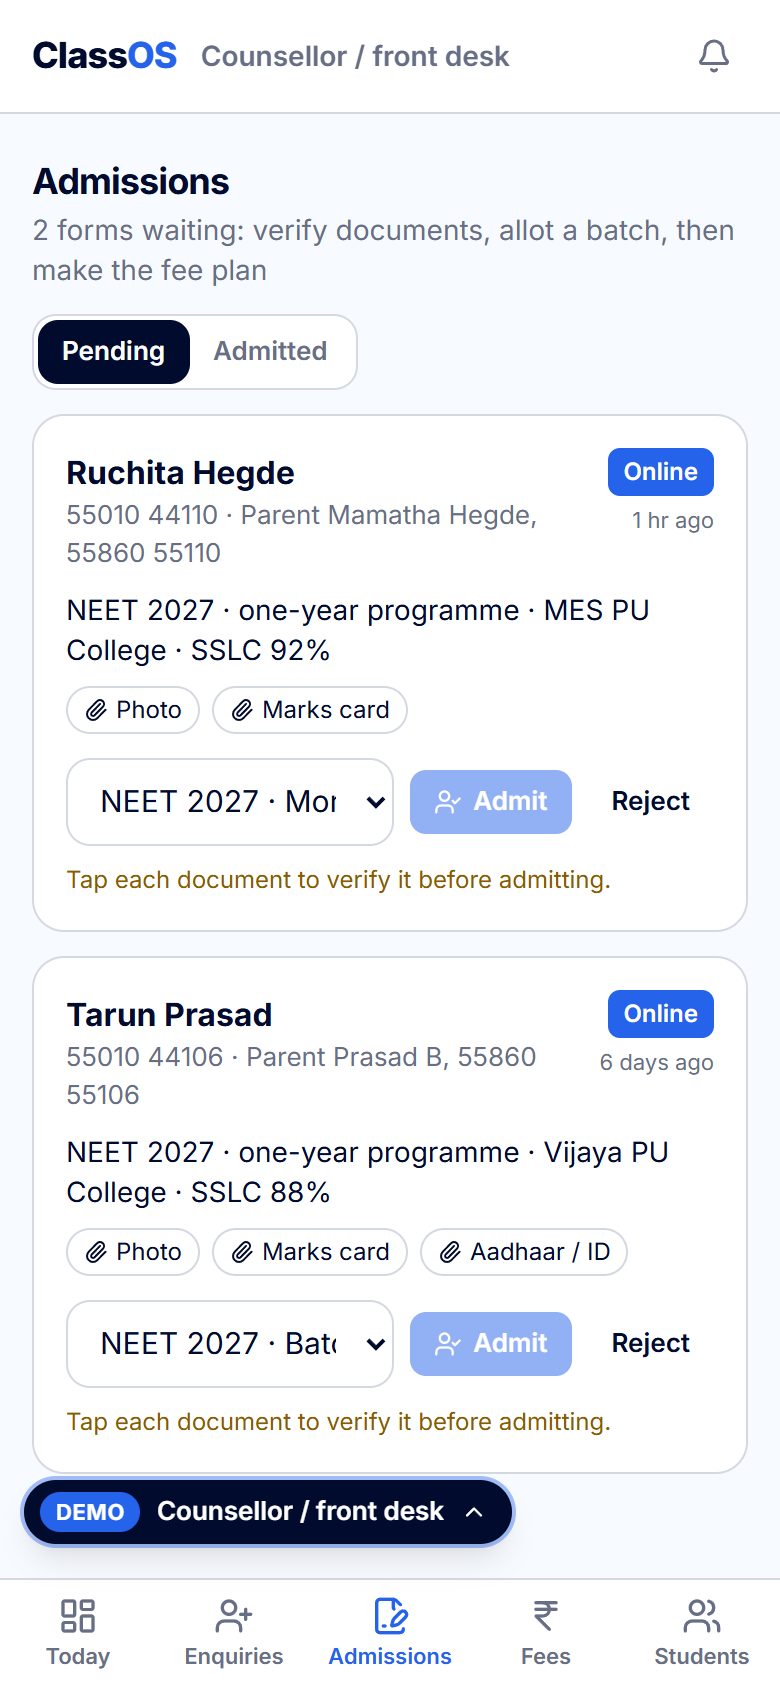 ClassOS Counsellor / front desk
Admissions
2 forms waiting: verify documents, allot a batch, then
make the fee plan
Pending Admitted
Ruchita Hegde Online
55010 44110 · Parent Mamatha Hegde, 1 hr ago
55860 55110
NEET 2027 · one-year programme · MES PU
College · SSLC 92%
Photo Marks card
NEET 2027 · Mor Admit Reject
Tap each document to verify it before admitting.
Tarun Prasad Online
55010 44106 · Parent Prasad B, 55860 6 days ago
55106
NEET 2027 · one-year programme · Vijaya PU
College · SSLC 88%
Photo Marks card Aadhaar / ID
NEET 2027 · Batc Admit Reject
Tap each document to verify it before admitting.
DEMO Counsellor / front desk
Today Enquiries Admissions Fees Students